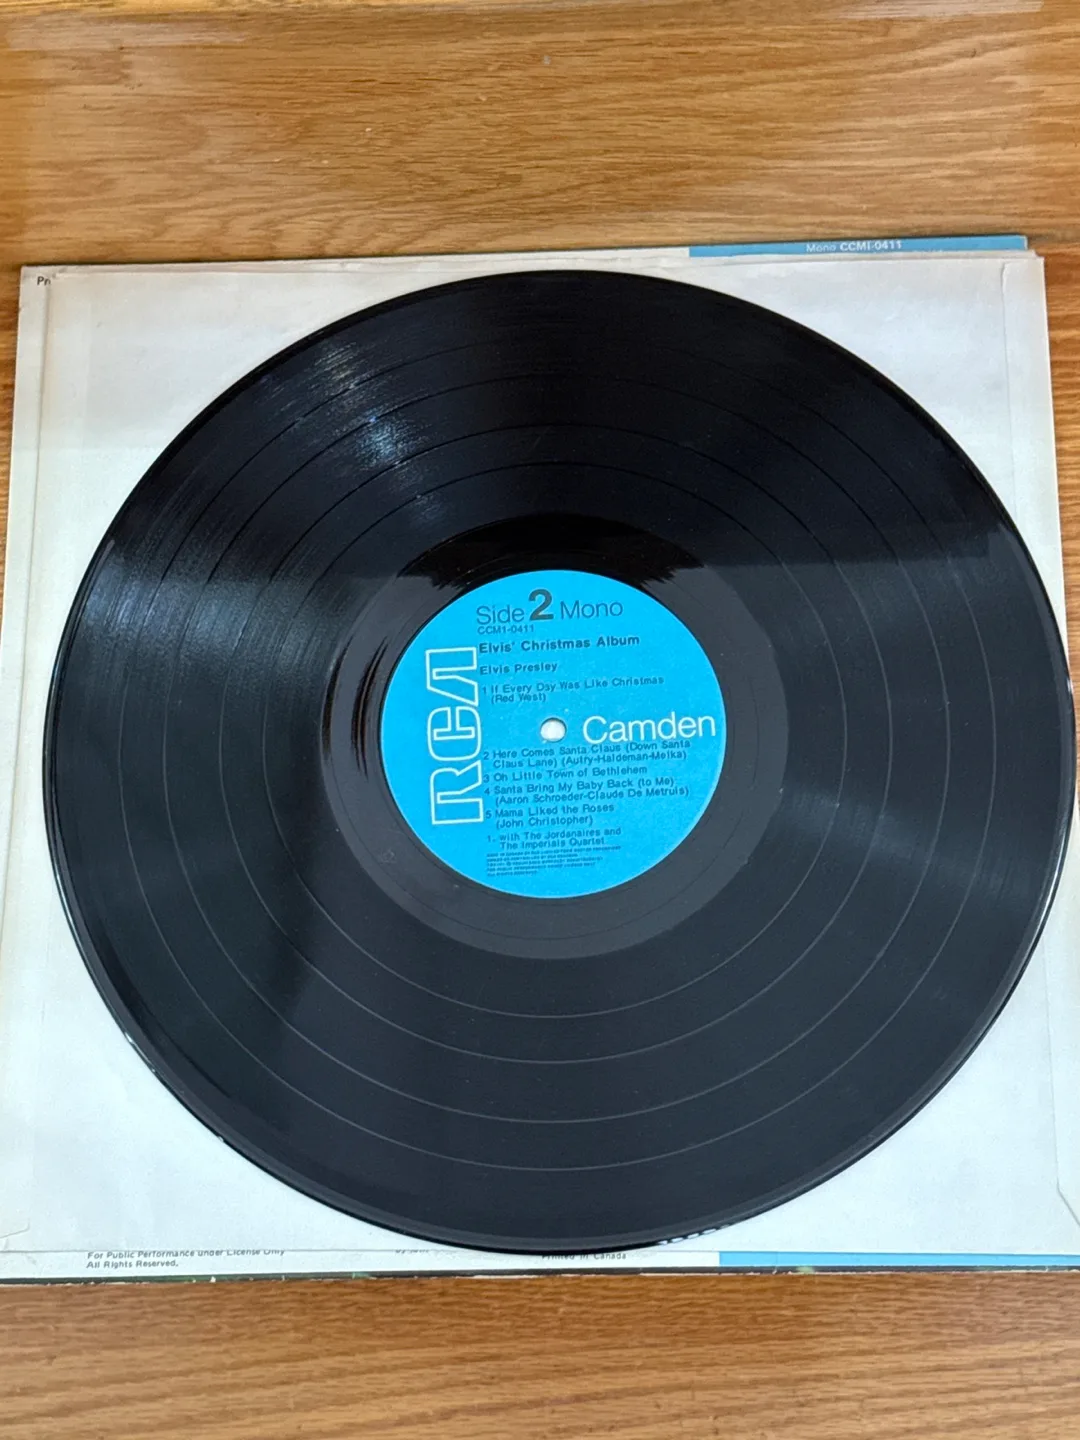 Mono CCM1-0411
Side 2 Mono
CCM1-0411
Elvis' Christmas Album
Elvis Presley
1 If Every Day Was Like Christmas
(Red West)
RCA
Camden
2 Here Comes Santa Claus (Down Santa
Claus Lane) (Autry-Haldeman-Melka)
3 Oh Little Town of Bethlehem
4 Santa Bring My Baby Back (to Me)
(Aaron Schroeder-Claude De Metruis)
5 Mama Liked the Roses
(John Christopher)
1. with The Jordanaires and
The Imperials Quartet
For Public Performance under License Only
All Rights Reserved.
Printed in Canada